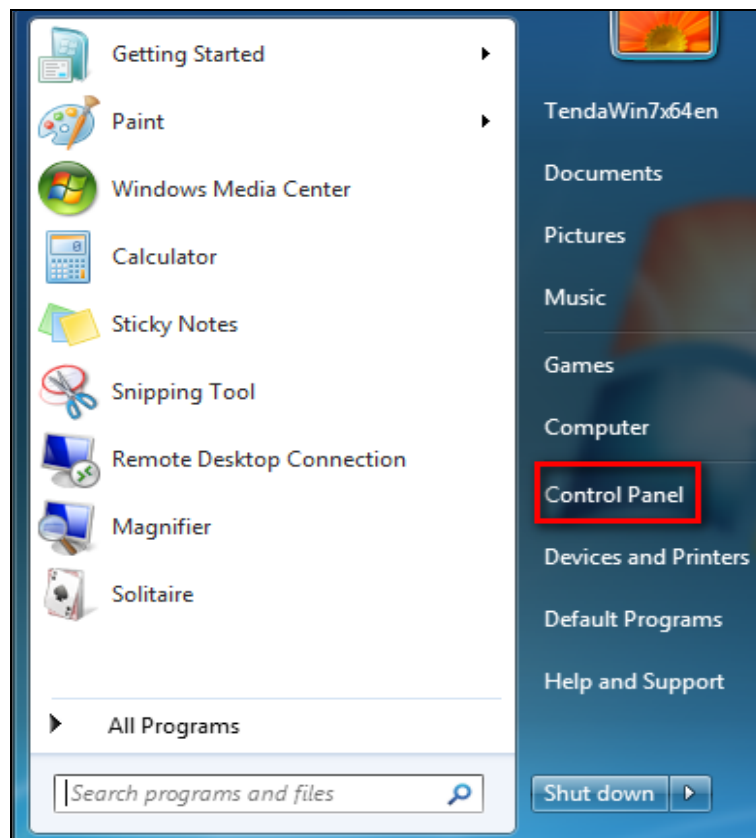 Getting Started
Paint
Windows Media Center
Calculator
Sticky Notes
Snipping Tool
Remote Desktop Connection
Magnifier
Solitaire
All Programs
Search programs and files
TendaWin7x64en
Documents
Pictures
Music
Games
Computer
Control Panel
Devices and Printers
Default Programs
Help and Support
Shut down